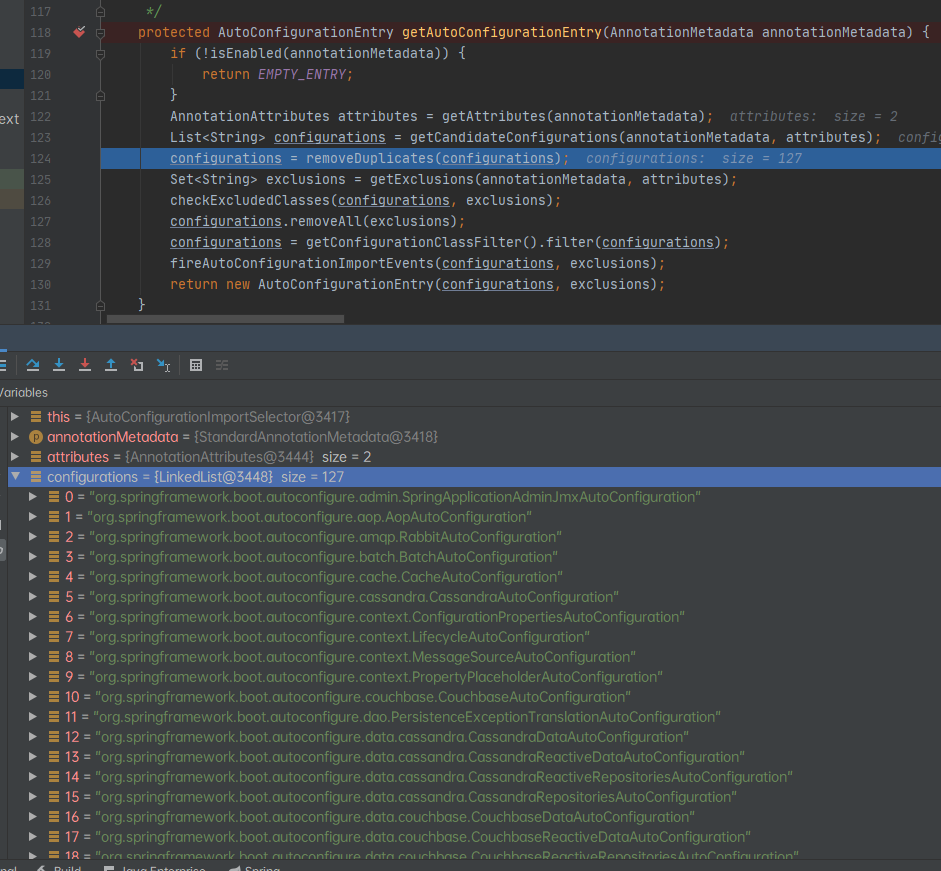 117 */
118 protected AutoConfigurationEntry getAutoConfigurationEntry(AnnotationMetadata annotationMetadata) {
119 if (!isEnabled(annotationMetadata)) {
120 return EMPTY_ENTRY;
121 }
ext
122 AnnotationAttributes attributes = getAttributes(annotationMetadata); attributes: size = 2
123 List<String> configurations = getCandidateConfigurations(annotationMetadata, attributes);
124 configurations = removeDuplicates(configurations); configurations: size = 127
125 Set<String> exclusions = getExclusions(annotationMetadata, attributes);
126 checkExcludedClasses(configurations, exclusions);
127 configurations.removeAll(exclusions);
128 configurations = getConfigurationClassFilter().filter(configurations);
129 fireAutoConfigurationImportEvents(configurations, exclusions);
130 return new AutoConfigurationEntry(configurations, exclusions);
131 }
Variables
this = {AutoConfigurationImportSelector@3417}
p annotationMetadata = {StandardAnnotationMetadata@3418}
attributes = {AnnotationAttributes@3444} size = 2
configurations = {LinkedList@3448} size = 127
0 = "org.springframework.boot.autoconfigure.admin.SpringApplicationAdminJmxAutoConfiguration"
1 = "org.springframework.boot.autoconfigure.aop.AopAutoConfiguration"
2 = "org.springframework.boot.autoconfigure.amqp.RabbitAutoConfiguration"
3 = "org.springframework.boot.autoconfigure.batch.BatchAutoConfiguration"
4 = "org.springframework.boot.autoconfigure.cache.CacheAutoConfiguration"
5 = "org.springframework.boot.autoconfigure.cassandra.CassandraAutoConfiguration"
6 = "org.springframework.boot.autoconfigure.context.ConfigurationPropertiesAutoConfiguration"
7 = "org.springframework.boot.autoconfigure.context.LifecycleAutoConfiguration"
8 = "org.springframework.boot.autoconfigure.context.MessageSourceAutoConfiguration"
9 = "org.springframework.boot.autoconfigure.context.PropertyPlaceholderAutoConfiguration"
10 = "org.springframework.boot.autoconfigure.couchbase.CouchbaseAutoConfiguration"
11 = "org.springframework.boot.autoconfigure.dao.PersistenceExceptionTranslationAutoConfiguration"
12 = "org.springframework.boot.autoconfigure.data.cassandra.CassandraDataAutoConfiguration"
13 = "org.springframework.boot.autoconfigure.data.cassandra.CassandraReactiveDataAutoConfiguration"
14 = "org.springframework.boot.autoconfigure.data.cassandra.CassandraReactiveRepositoriesAutoConfiguration"
15 = "org.springframework.boot.autoconfigure.data.cassandra.CassandraRepositoriesAutoConfiguration"
16 = "org.springframework.boot.autoconfigure.data.couchbase.CouchbaseDataAutoConfiguration"
17 = "org.springframework.boot.autoconfigure.data.couchbase.CouchbaseReactiveDataAutoConfiguration"
18 = "org.springframework.boot.autoconfigure.data.couchbase.CouchbaseReactiveRepositoriesAutoConfiguration"
Build Java Enterprise Spring